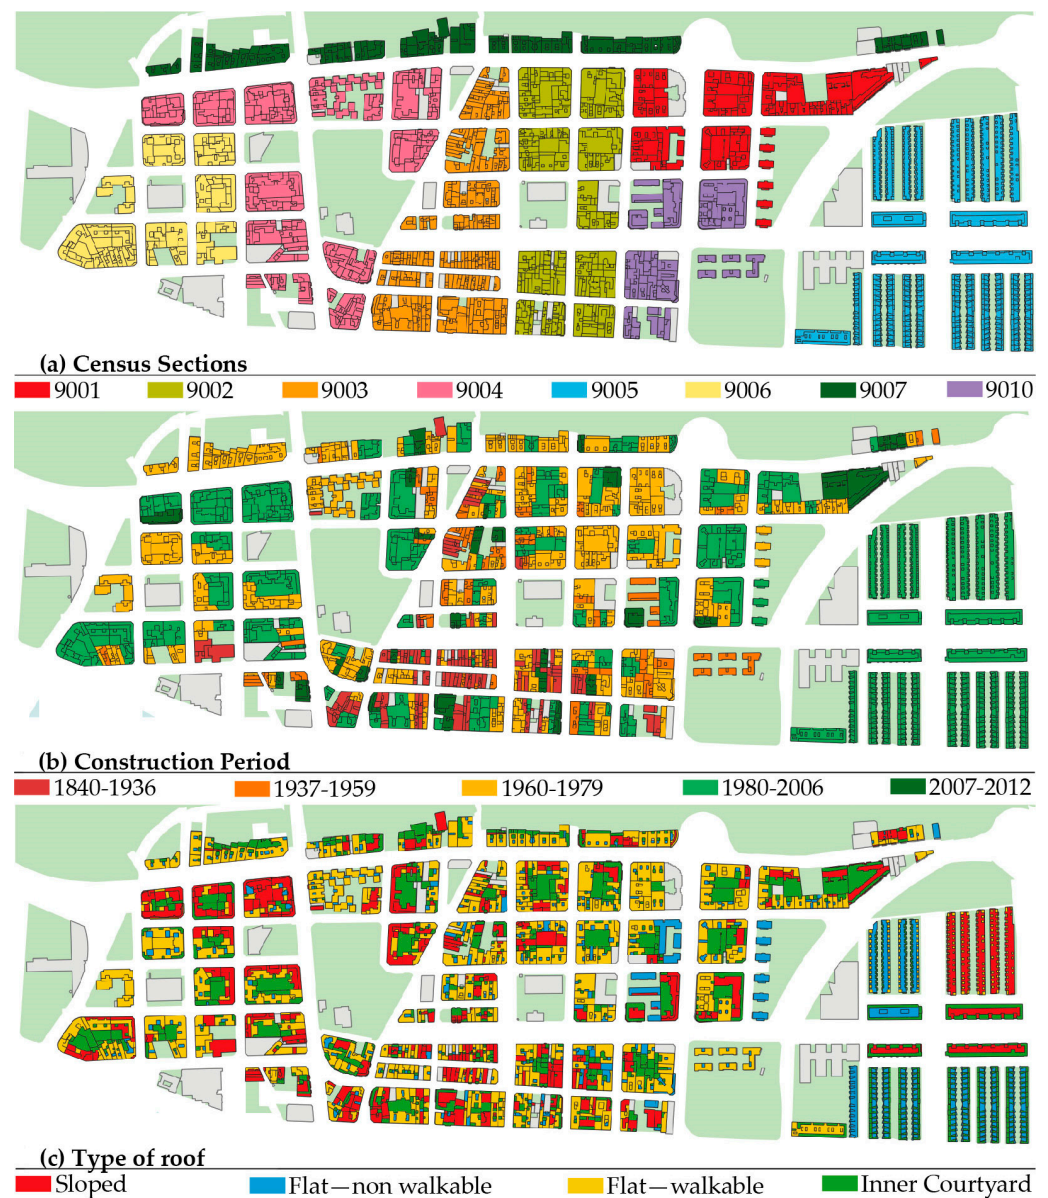 (a) Census Sections
9001 9002 9003 9004 9005 9006 9007 9010
(b) Construction Period
1840-1936 1937-1959 1960-1979 1980-2006 2007-2012
(c) Type of roof
Sloped Flat—non walkable Flat—walkable Inner Courtyard